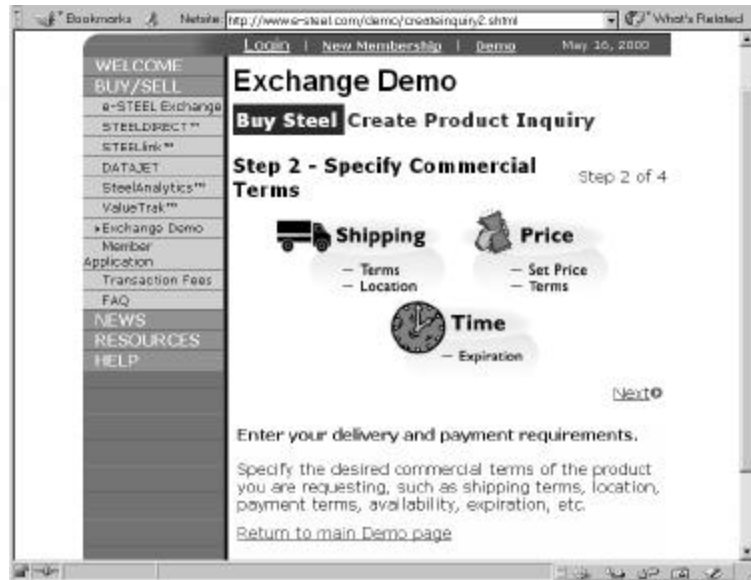 Bookmarks Netsite: http://www.e-steel.com/demo/createinquiry2.shtml What's Related
Login | New Membership | Demo May 16, 2000
WELCOME
BUY/SELL
e-STEEL Exchange
STEELDIRECT™
STEELlink™
DATAJET
SteelAnalytics™
ValueTrak™
Exchange Demo
Member
Application
Transaction Fees
FAQ
NEWS
RESOURCES
HELP
Exchange Demo
Buy Steel Create Product Inquiry
Step 2 - Specify Commercial
Terms
Step 2 of 4
Shipping
– Terms
– Location
Price
– Set Price
– Terms
Time
– Expiration
Next
Enter your delivery and payment requirements.
Specify the desired commercial terms of the product
you are requesting, such as shipping terms, location,
payment terms, availability, expiration, etc.
Return to main Demo page